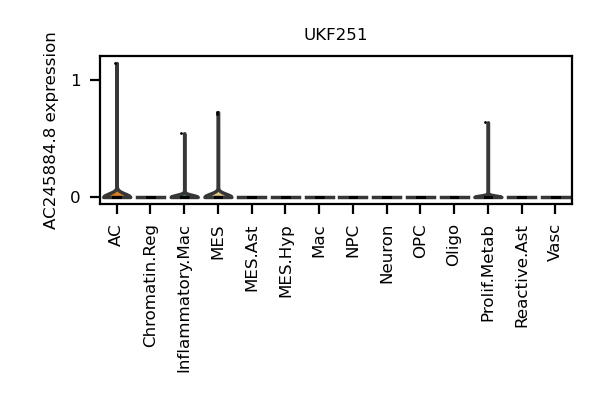 UKF251
AC245884.8 expression
1
0
AC
Chromatin.Reg
Inflammatory.Mac
MES
MES.Ast
MES.Hyp
Mac
NPC
Neuron
OPC
Oligo
Prolif.Metab
Reactive.Ast
Vasc